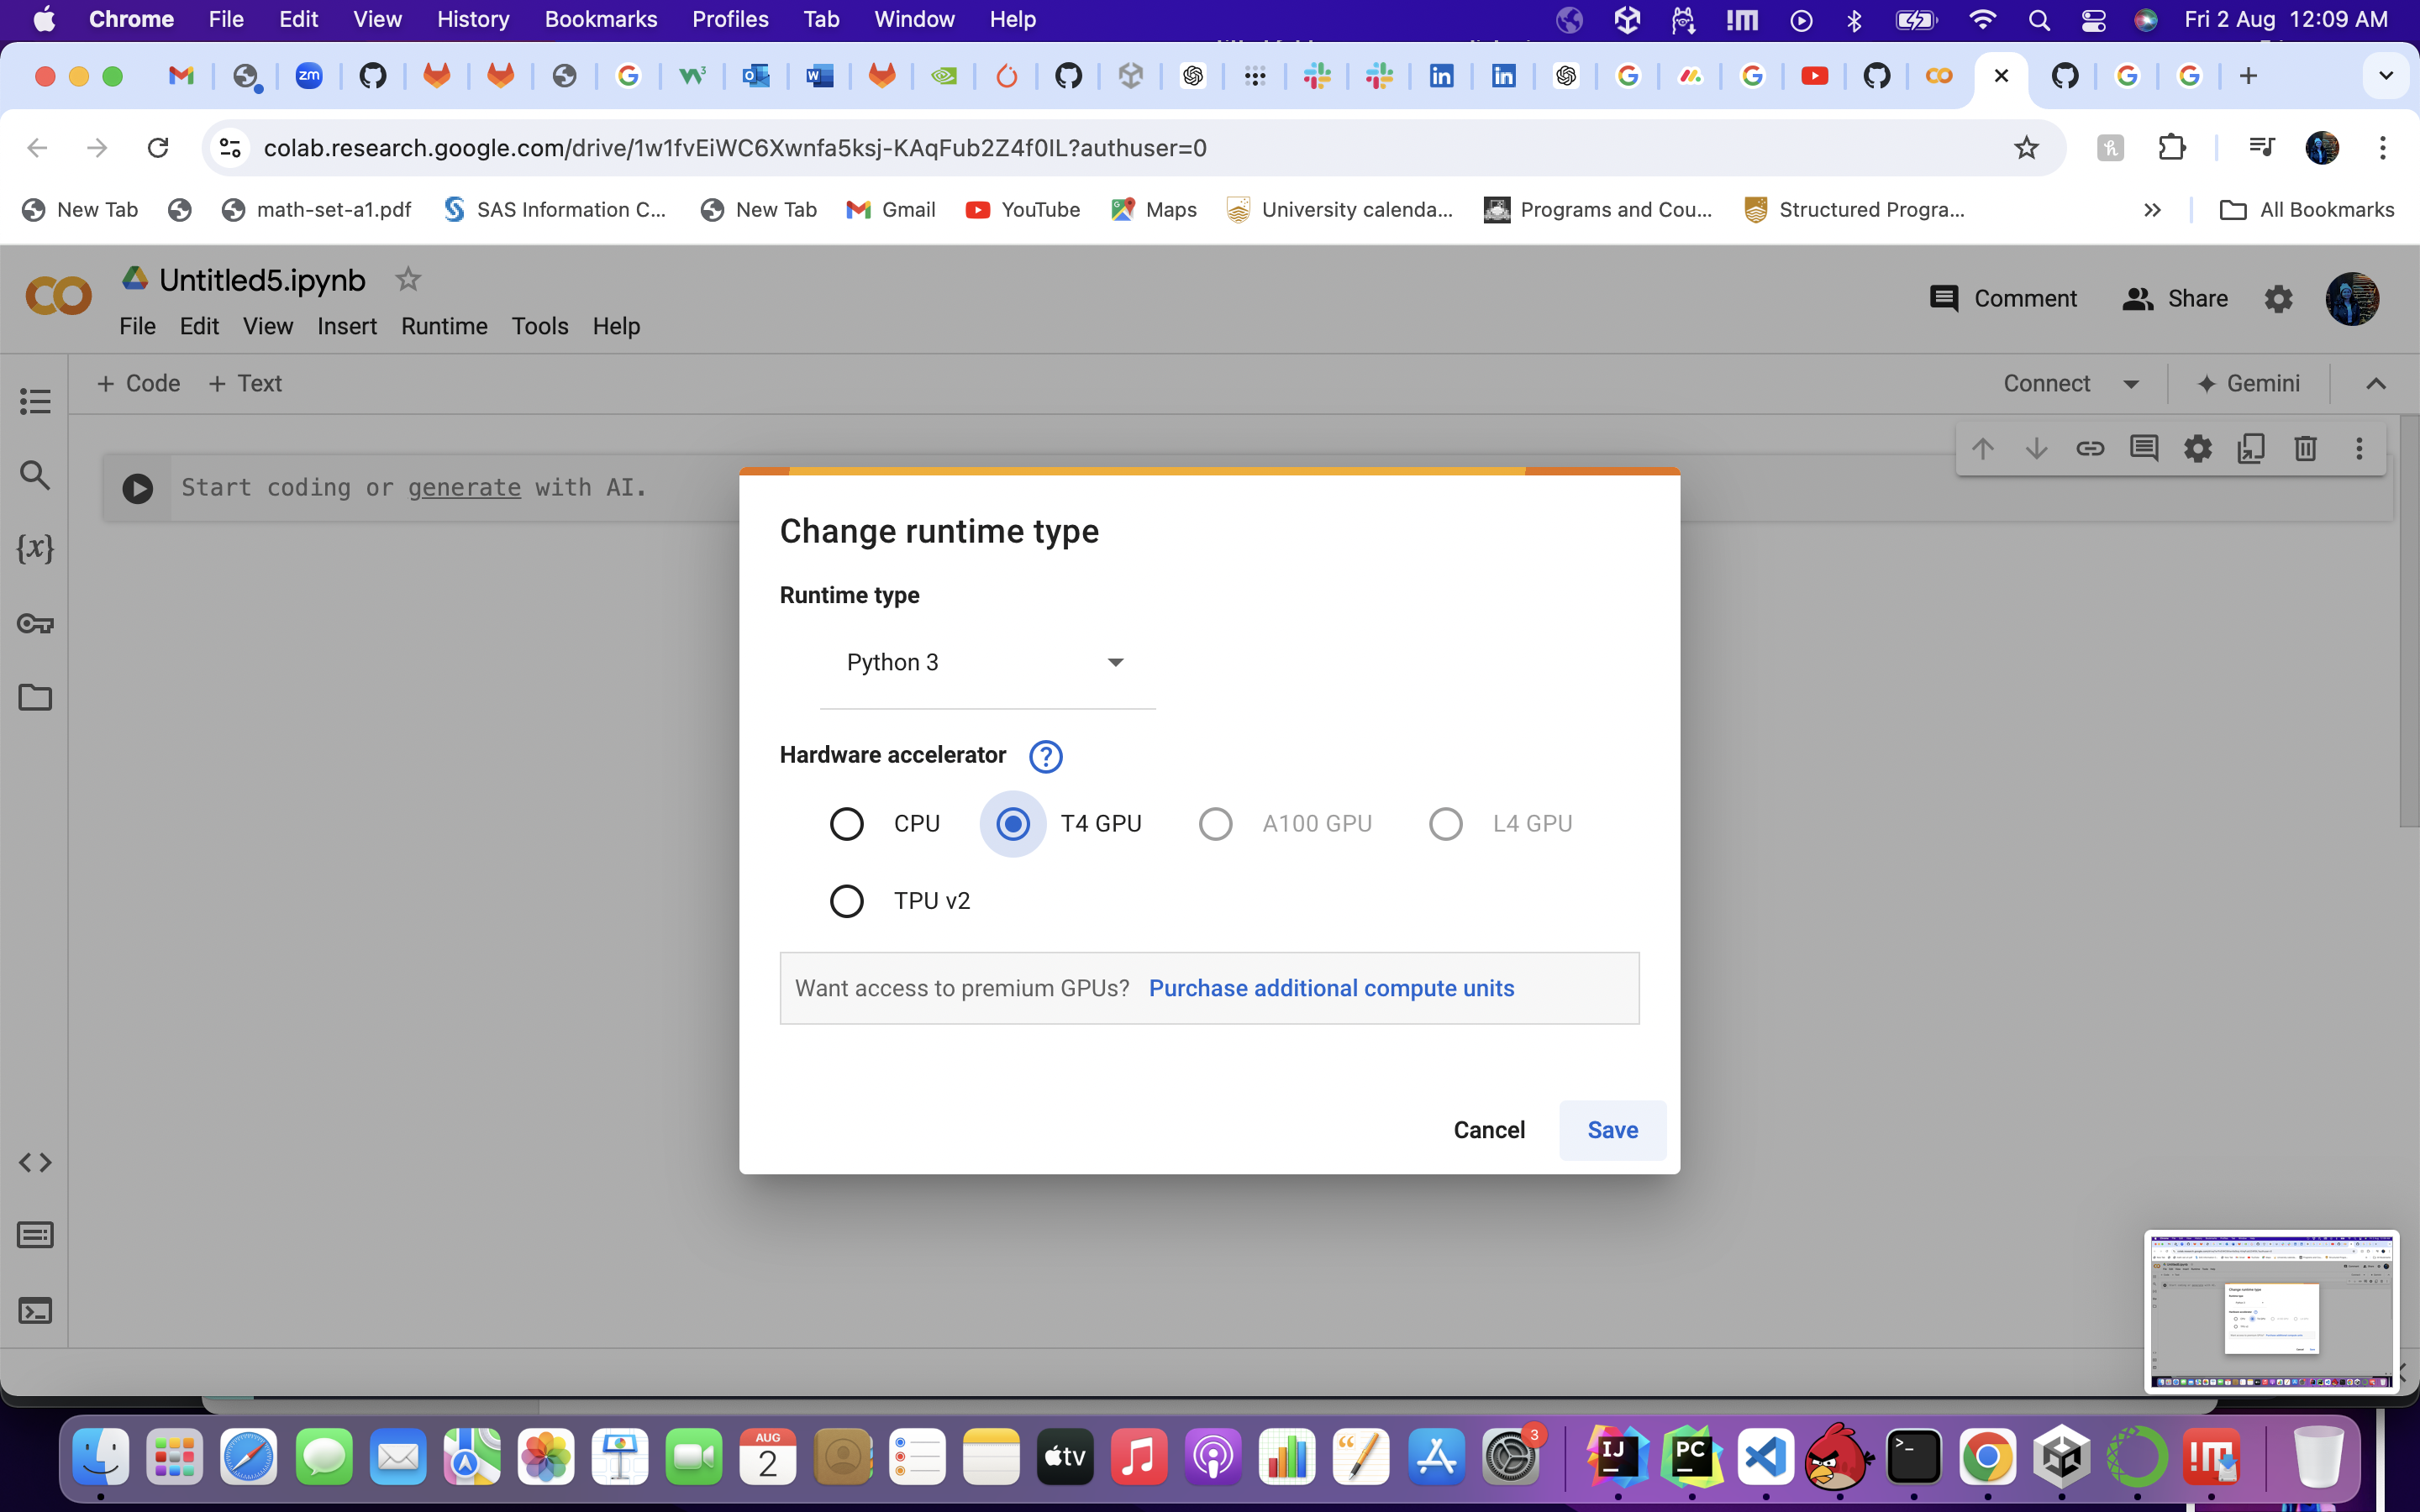 Chrome File Edit View History Bookmarks Profiles Tab Window Help Fri 2 Aug 12:09 AM
colab.research.google.com/drive/1w1fvEiWC6Xwnfa5ksj-KAqFub2Z4f0IL?authuser=0
New Tab math-set-a1.pdf SAS Information C... New Tab Gmail YouTube Maps University calenda... Programs and Cou... Structured Progra... All Bookmarks
Untitled5.ipynb
Comment Share
File Edit View Insert Runtime Tools Help
+ Code + Text Connect Gemini
Start coding or generate with AI.
Change runtime type
Runtime type
Python 3
Hardware accelerator
CPU T4 GPU A100 GPU L4 GPU
TPU v2
Want access to premium GPUs? Purchase additional compute units
Cancel Save
AUG
2
tv
3
IJ
PC